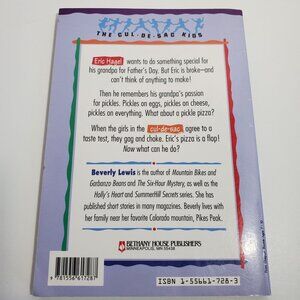 THE CUL-DE-SAC KIDS
Eric Hagel wants to do something special for
his grandpa for Father's Day. But Eric is broke—and
can't think of anything to make!
Then he remembers his grandpa's passion
for pickles. Pickles on eggs, pickles on cheese,
pickles on everything. What about a pickle pizza?
When the girls in the cul-de-sac agree to a
taste test, they gag and choke. Eric's pizza is a flop!
Now what can he do?
Beverly Lewis is the author of Mountain Bikes and
Garbanzo Beans and The Six-Hour Mystery, as well as the
Holly's Heart and SummerHill Secrets series. She has
published short stories in many magazines. Beverly lives with
her family near her favorite Colorado mountain, Pikes Peak.
BETHANY HOUSE PUBLISHERS
MINNEAPOLIS, MN 55438
9 781556 617287
ISBN 1-55661-728-3